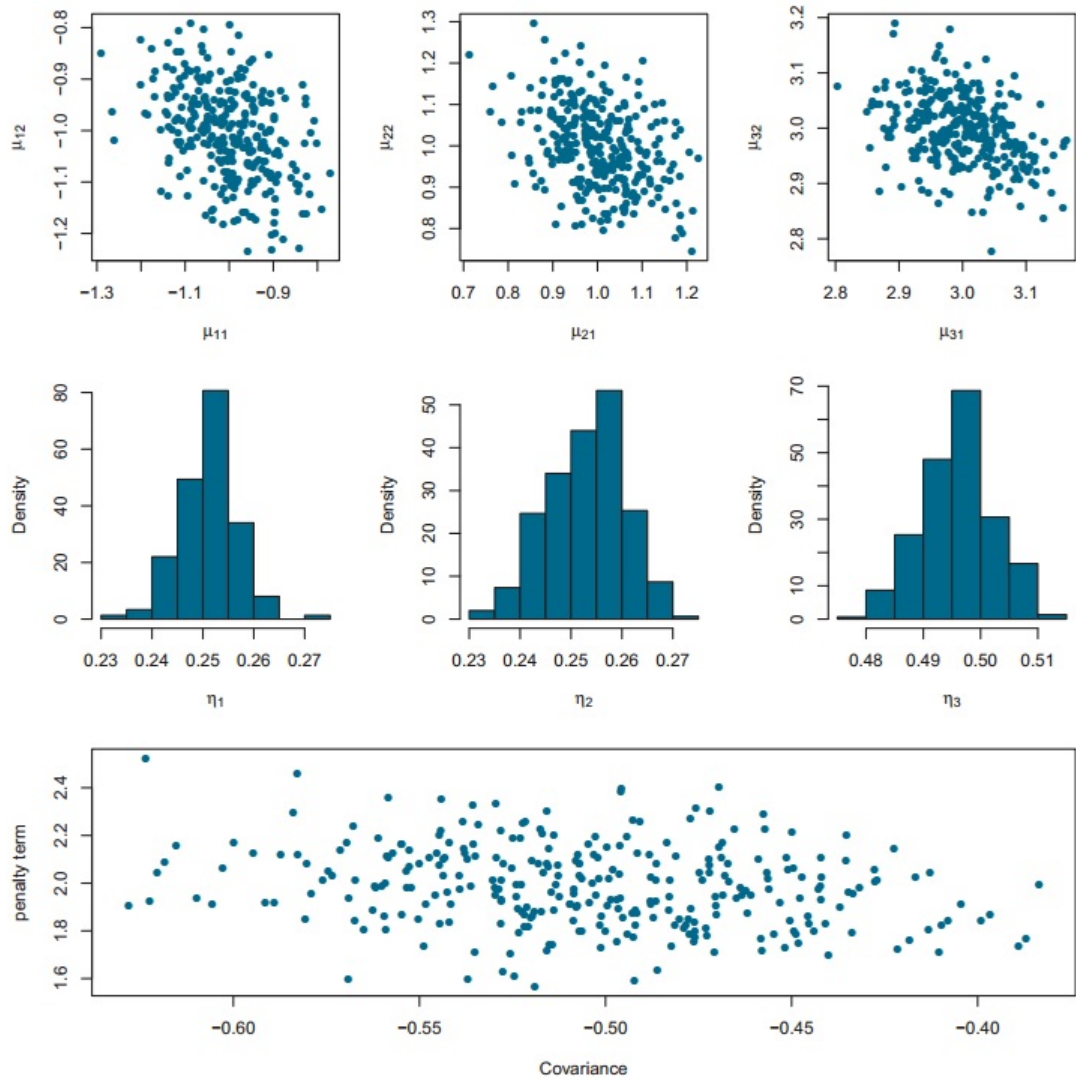 μ12
−1.2 −1.1 −1.0 −0.9 −0.8
−1.3 −1.1 −0.9
μ11
μ22
0.8 0.9 1.0 1.1 1.2 1.3
0.7 0.8 0.9 1.0 1.1 1.2
μ21
μ32
2.8 2.9 3.0 3.1 3.2
2.8 2.9 3.0 3.1
μ31
Density
0 20 40 60 80
0.23 0.24 0.25 0.26 0.27
η1
Density
0 10 20 30 40 50
0.23 0.24 0.25 0.26 0.27
η2
Density
0 10 30 50 70
0.48 0.49 0.50 0.51
η3
penalty term
1.6 1.8 2.0 2.2 2.4
−0.60 −0.55 −0.50 −0.45 −0.40
Covariance